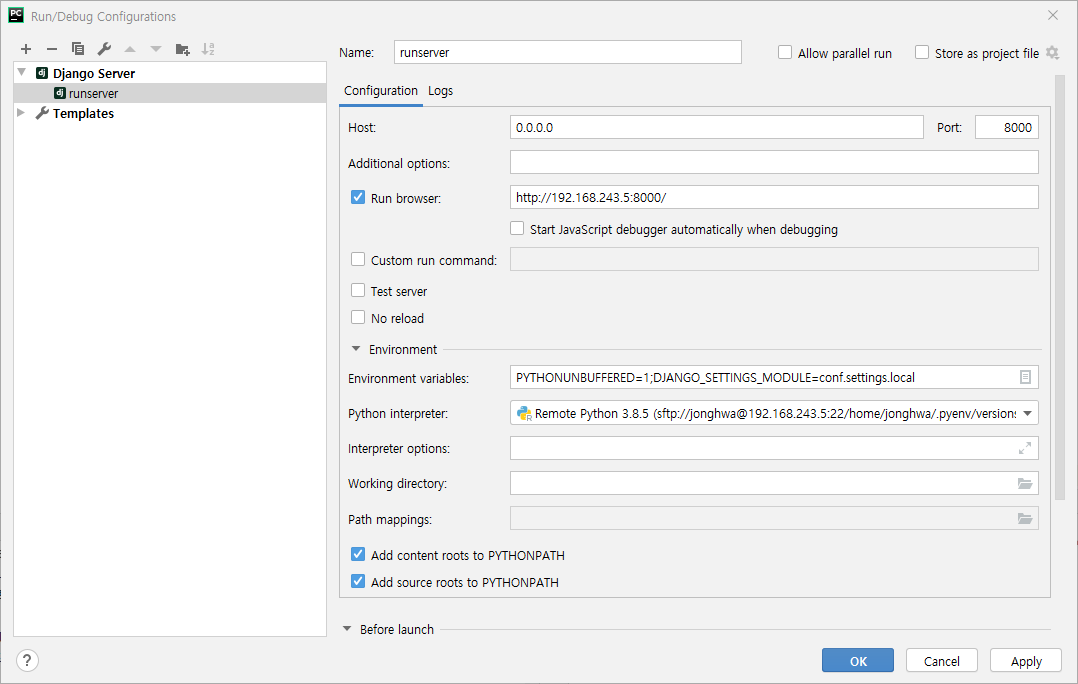 PC Run/Debug Configurations
Name: runserver Allow parallel run Store as project file
dj Django Server
dj runserver
Templates
Configuration Logs
Host: 0.0.0.0 Port: 8000
Additional options:
Run browser: http://192.168.243.5:8000/
Start JavaScript debugger automatically when debugging
Custom run command:
Test server
No reload
Environment
Environment variables: PYTHONUNBUFFERED=1;DJANGO_SETTINGS_MODULE=conf.settings.local
Python interpreter: Remote Python 3.8.5 (sftp://jonghwa@192.168.243.5:22/home/jonghwa/.pyenv/versions
Interpreter options:
Working directory:
Path mappings:
Add content roots to PYTHONPATH
Add source roots to PYTHONPATH
Before launch
? OK Cancel Apply